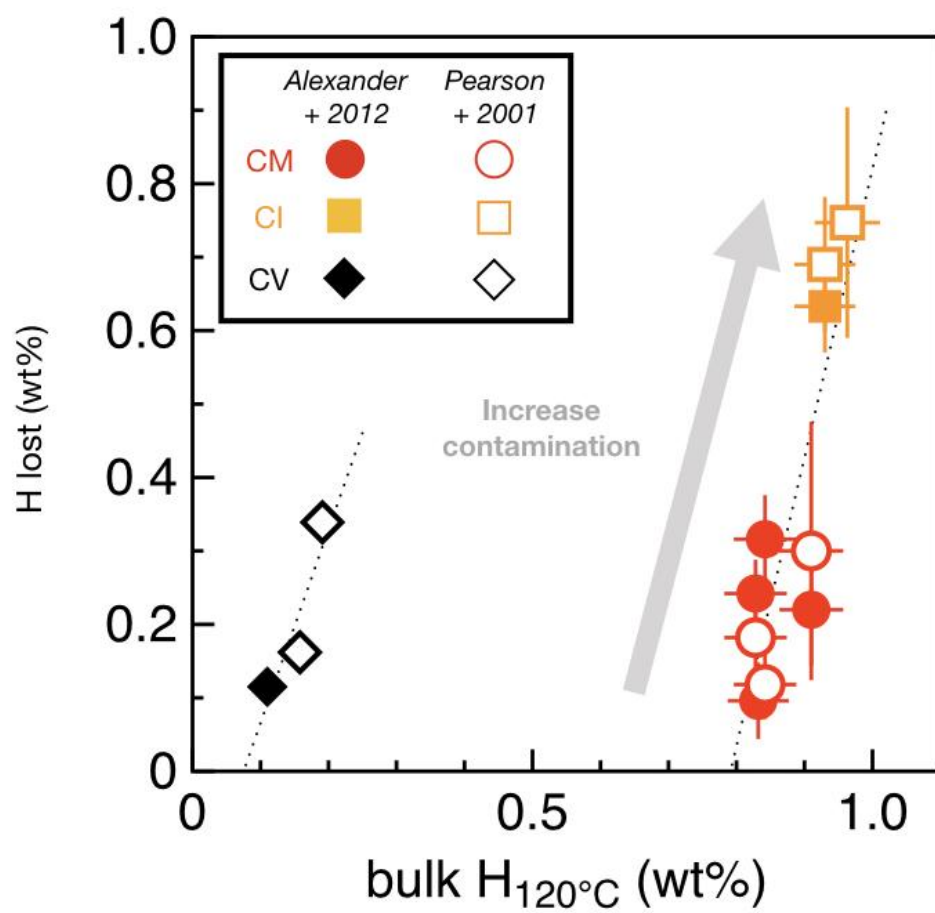 1.0
0.8
0.6
0.4
0.2
0
H lost (wt%)
Alexander
+ 2012
Pearson
+ 2001
CM
CI
CV
Increase
contamination
0
0.5
1.0
bulk H120°C (wt%)